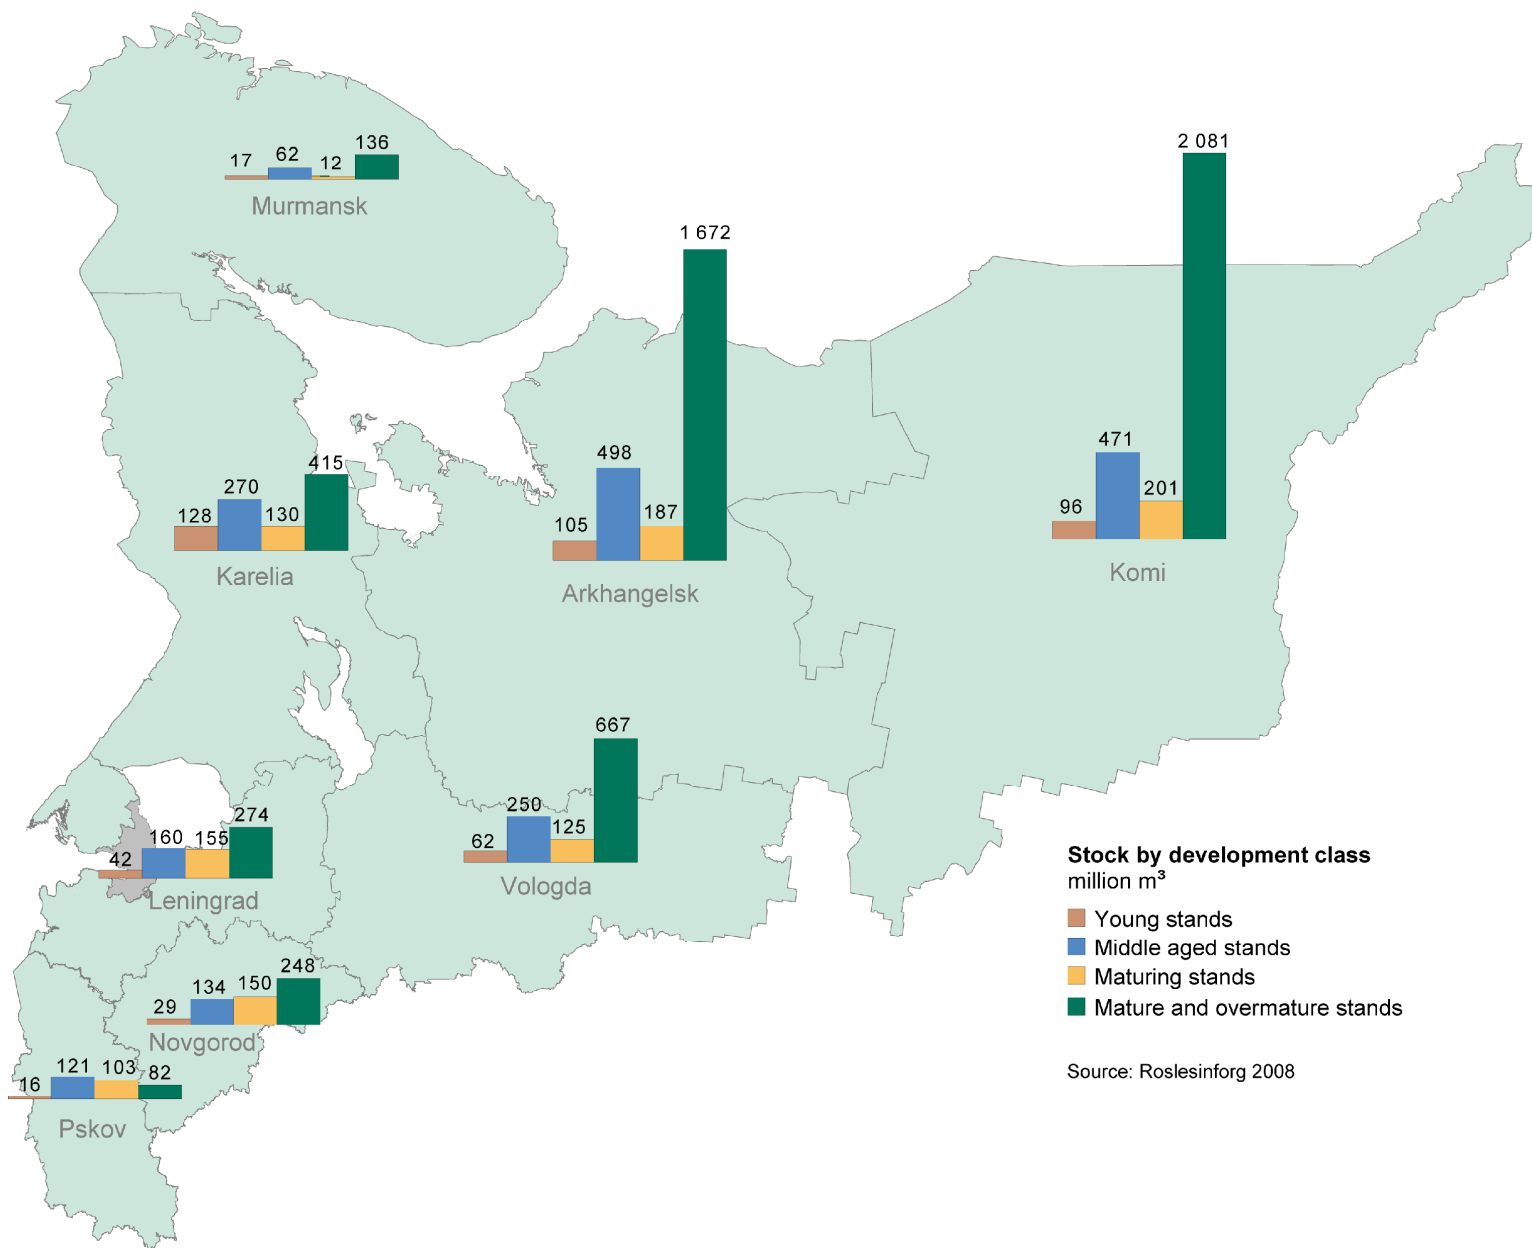 17 62 12 136
Murmansk
2 081
471
201
96
Komi
1 672
498
187
105
Arkhangelsk
415
270
128 130
Karelia
667
250
125
62
Vologda
274
160 155
42
Leningrad
248
134 150
29
Novgorod
121 103 82
16
Pskov
Stock by development class
million m³
Young stands
Middle aged stands
Maturing stands
Mature and overmature stands
Source: Roslesinforg 2008